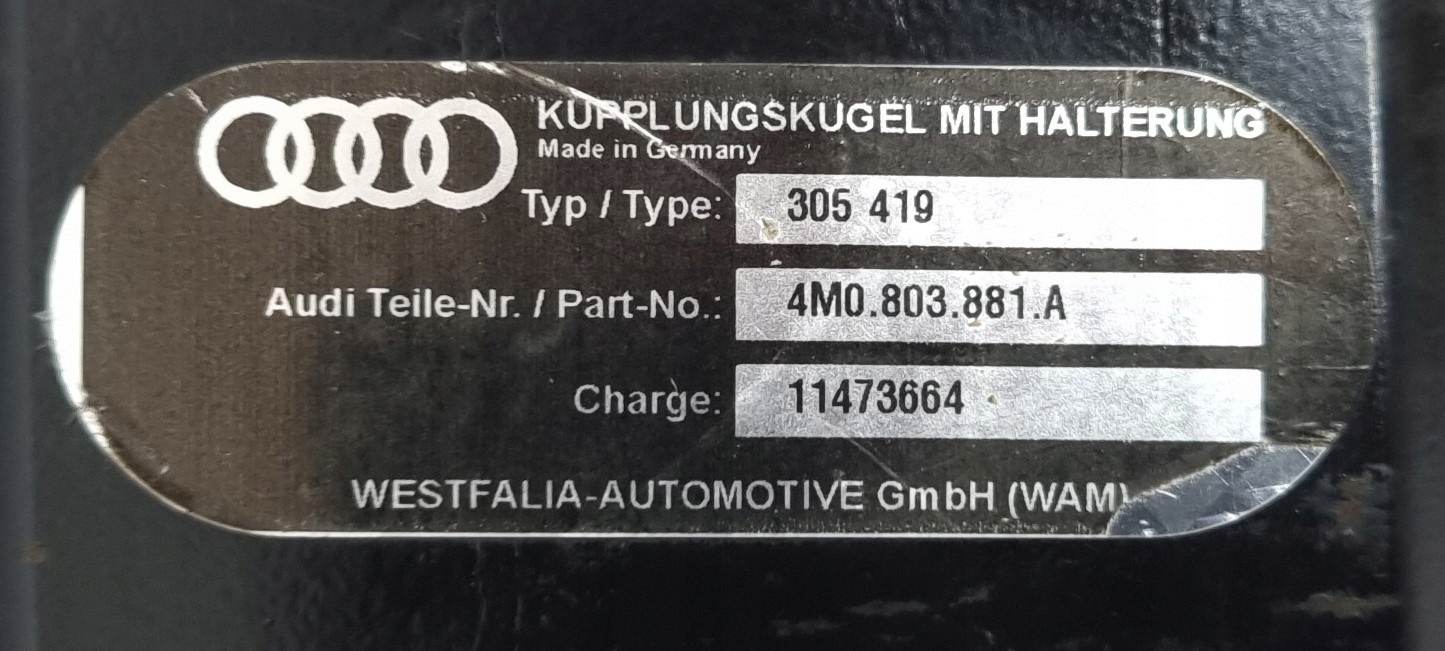 KUPPLUNGSKUGEL MIT HALTERUNG
Made in Germany
Typ / Type: 305 419
Audi Teile-Nr. / Part-No.: 4M0.803.881.A
Charge: 11473664
WESTFALIA-AUTOMOTIVE GmbH (WAM)